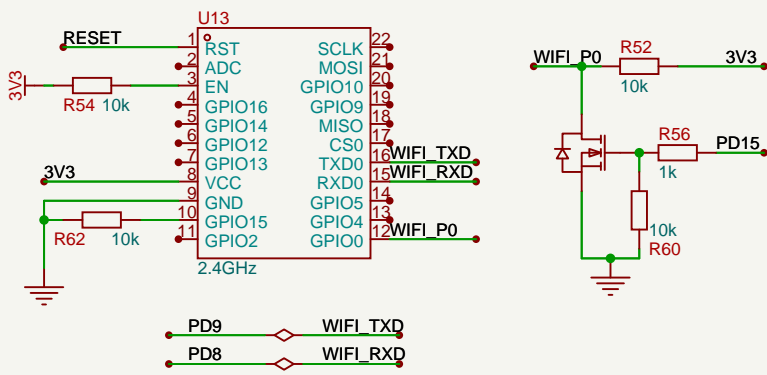 U13
RESET 1 RST SCLK 22
2 ADC MOSI 21
3V3 R54 10k 3 EN GPIO10 20
4 GPIO16 GPIO9 19
5 GPIO14 MISO 18
6 GPIO12 CS0 17
7 GPIO13 TXD0 16 WIFI_TXD
3V3 8 VCC RXD0 15 WIFI_RXD
9 GND GPIO5 14
R62 10k 10 GPIO15 GPIO4 13
11 GPIO2 GPIO0 12 WIFI_P0
2.4GHz
WIFI_P0 R52 10k 3V3
R56 1k PD15
10k
R60
PD9 WIFI_TXD
PD8 WIFI_RXD